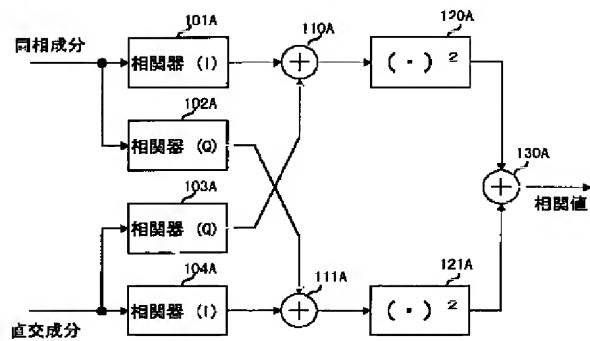 101A
110A
120A
同相成分
相関器 (I)
( · ) 2
102A
相関器 (Q)
130A
103A
相関値
相関器 (Q)
104A
111A
121A
相関器 (I)
( · ) 2
直交成分